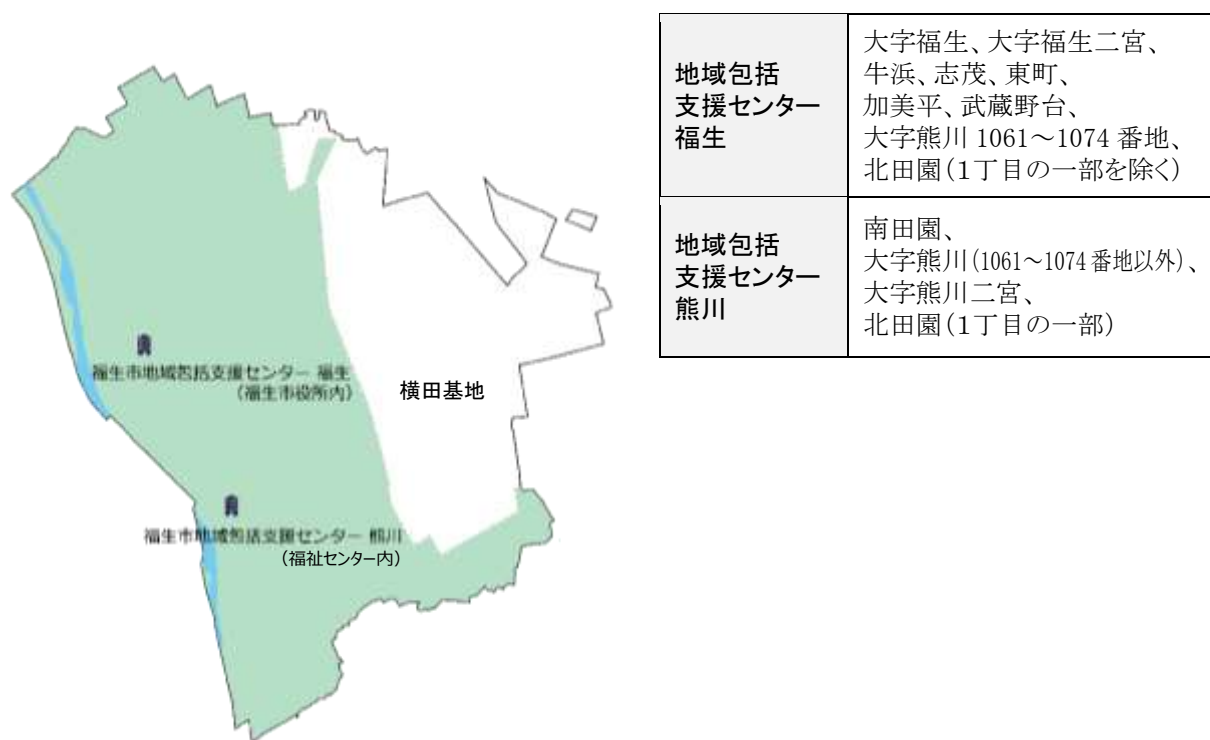 福生市地域包括支援センター 福生
(福生市役所内)
横田基地
福生市地域包括支援センター 熊川
(福祉センター内)
地域包括
支援センター
福生
大字福生、大字福生二宮、
牛浜、志茂、東町、
加美平、武蔵野台、
大字熊川 1061～1074 番地、
北田園(1丁目の一部を除く)
地域包括
支援センター
熊川
南田園、
大字熊川(1061～1074 番地以外)、
大字熊川二宮、
北田園(1丁目の一部)